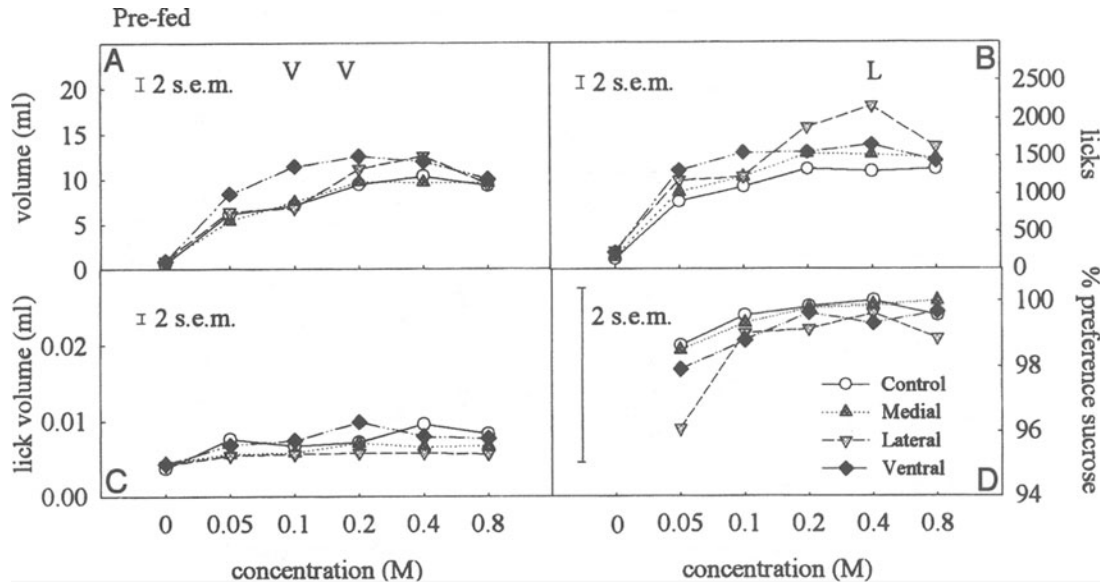 Pre-fed
A
V V
2 s.e.m.
volume (ml)
20
15
10
5
0
B
L
2 s.e.m.
licks
2500
2000
1500
1000
500
0
C
2 s.e.m.
lick volume (ml)
0.02
0.01
0.00
0 0.05 0.1 0.2 0.4 0.8
concentration (M)
D
2 s.e.m.
% preference sucrose
100
98
96
94
Control
Medial
Lateral
Ventral
0 0.05 0.1 0.2 0.4 0.8
concentration (M)